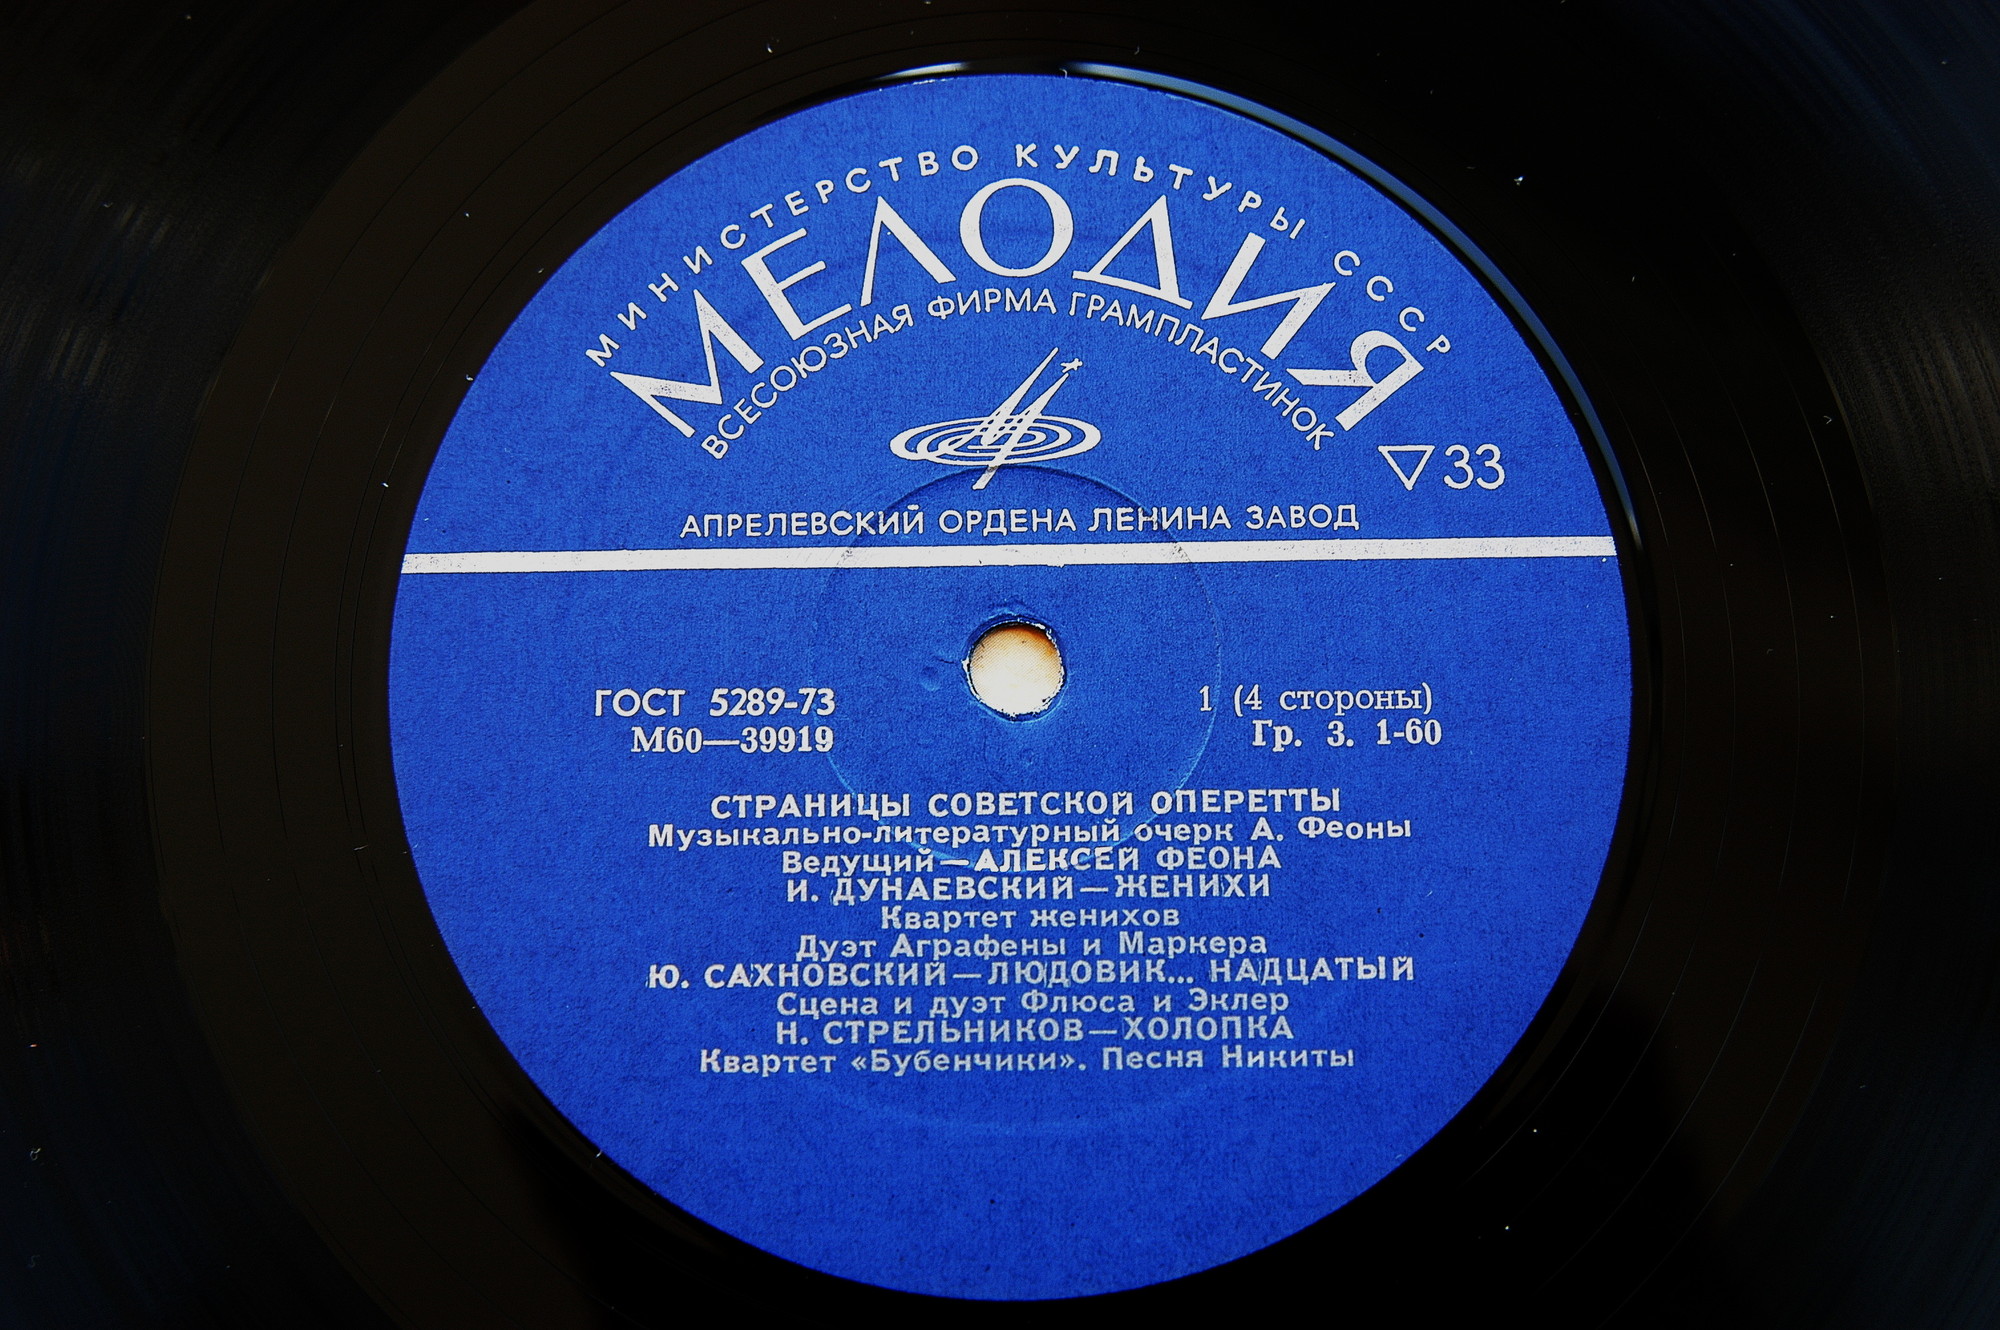 МИНИСТЕРСТВО КУЛЬТУРЫ СССР
МЕЛОДИЯ
ВСЕСОЮЗНАЯ ФИРМА ГРАМПЛАСТИНОК
33
АПРЕЛЕВСКИЙ ОРДЕНА ЛЕНИНА ЗАВОД
ГОСТ 5289-73
М60—39919
1 (4 стороны)
Гр. 3. 1-60
СТРАНИЦЫ СОВЕТСКОЙ ОПЕРЕТТЫ
Музыкально-литературный очерк А. Феоны
Ведущий—АЛЕКСЕЙ ФЕОНА
И. ДУНАЕВСКИЙ—ЖЕНИХИ
Квартет женихов
Дуэт Аграфены и Маркера
Ю. САХНОВСКИЙ—ЛЮДОВИК... НАДЦАТЫЙ
Сцена и дуэт Флюса и Эклер
Н. СТРЕЛЬНИКОВ—ХОЛОПКА
Квартет «Бубенчики». Песня Никиты